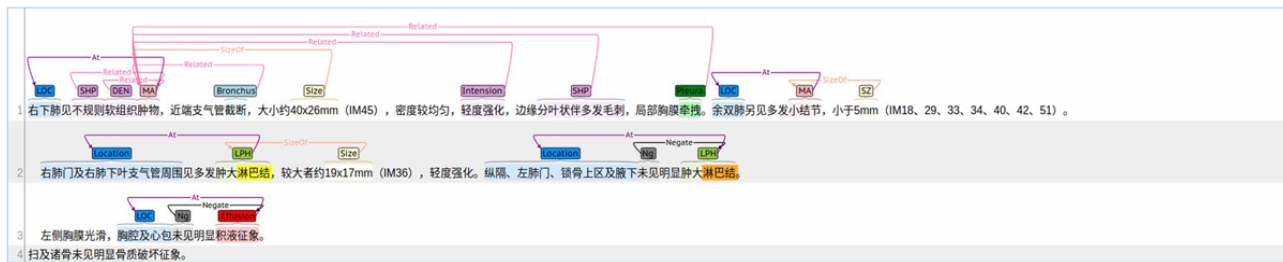 Related
Related
Related
SizeOf
At Related Related Related At SizeOf
LOC SHP DEN MA Bronchus Size Intension SHP Pleura LOC MA SZ
1 右下肺见不规则软组织肿物，近端支气管截断，大小约40x26mm（IM45），密度较均匀，轻度强化，边缘分叶状伴多发毛刺，局部胸膜牵拽。余双肺另见多发小结节，小于5mm（IM18、29、33、34、40、42、51）。
At SizeOf At Negate
Location LPH Size Location Ng LPH
2 右肺门及右肺下叶支气管周围见多发肿大淋巴结，较大者约19x17mm（IM36），轻度强化。纵隔、左肺门、锁骨上区及腋下未见明显肿大淋巴结。
At
Negate
LOC Ng Effusion
3 左侧胸膜光滑，胸腔及心包未见明显积液征象。
4 扫及诸骨未见明显骨质破坏征象。